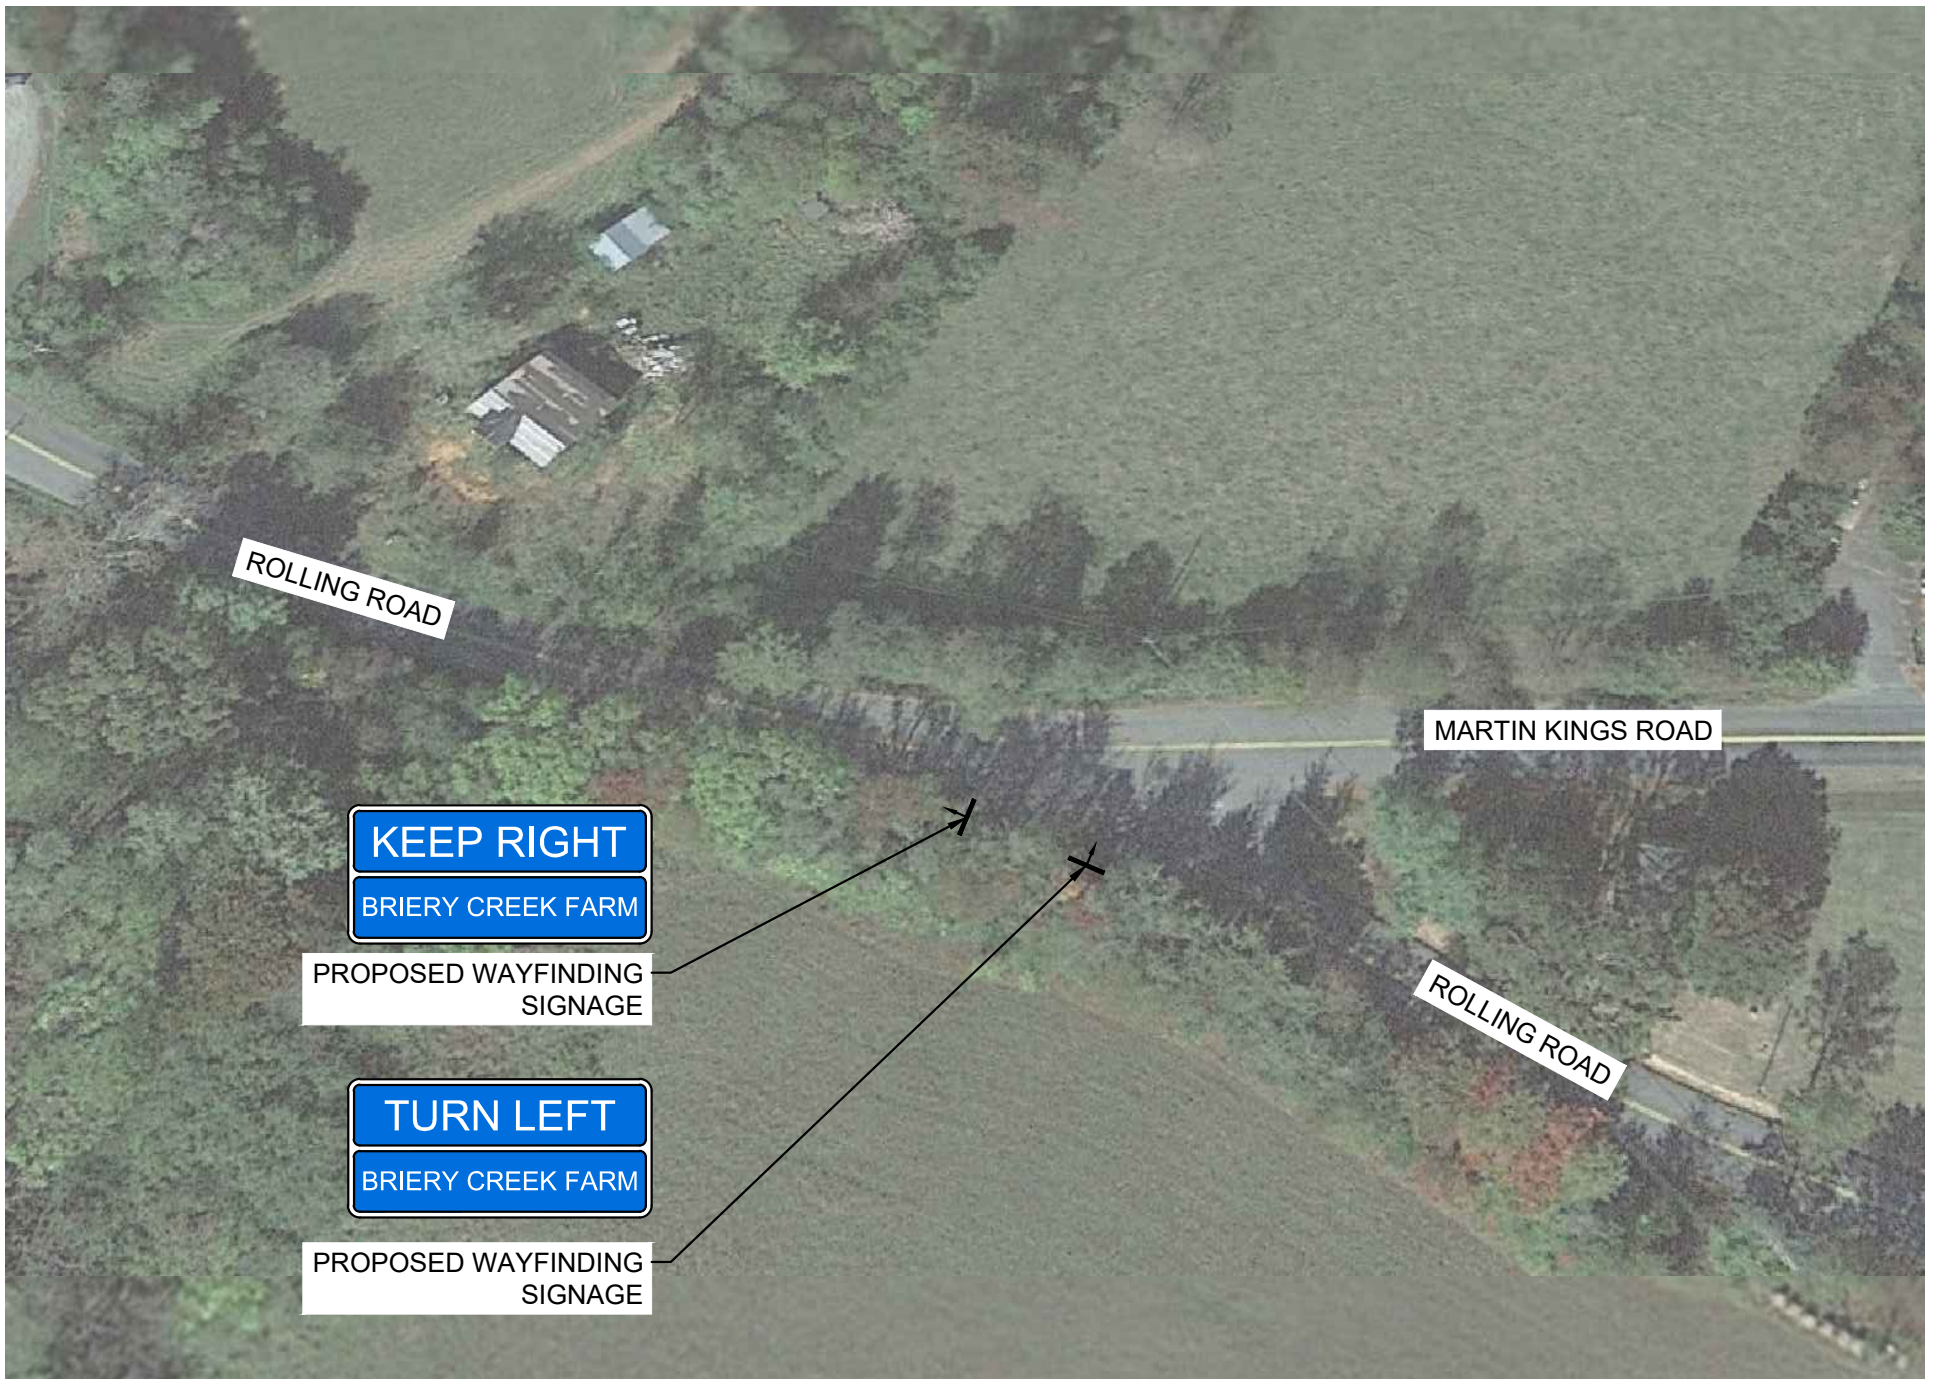 ROLLING ROAD
MARTIN KINGS ROAD
KEEP RIGHT
BRIERY CREEK FARM
PROPOSED WAYFINDING
SIGNAGE
ROLLING ROAD
TURN LEFT
BRIERY CREEK FARM
PROPOSED WAYFINDING
SIGNAGE